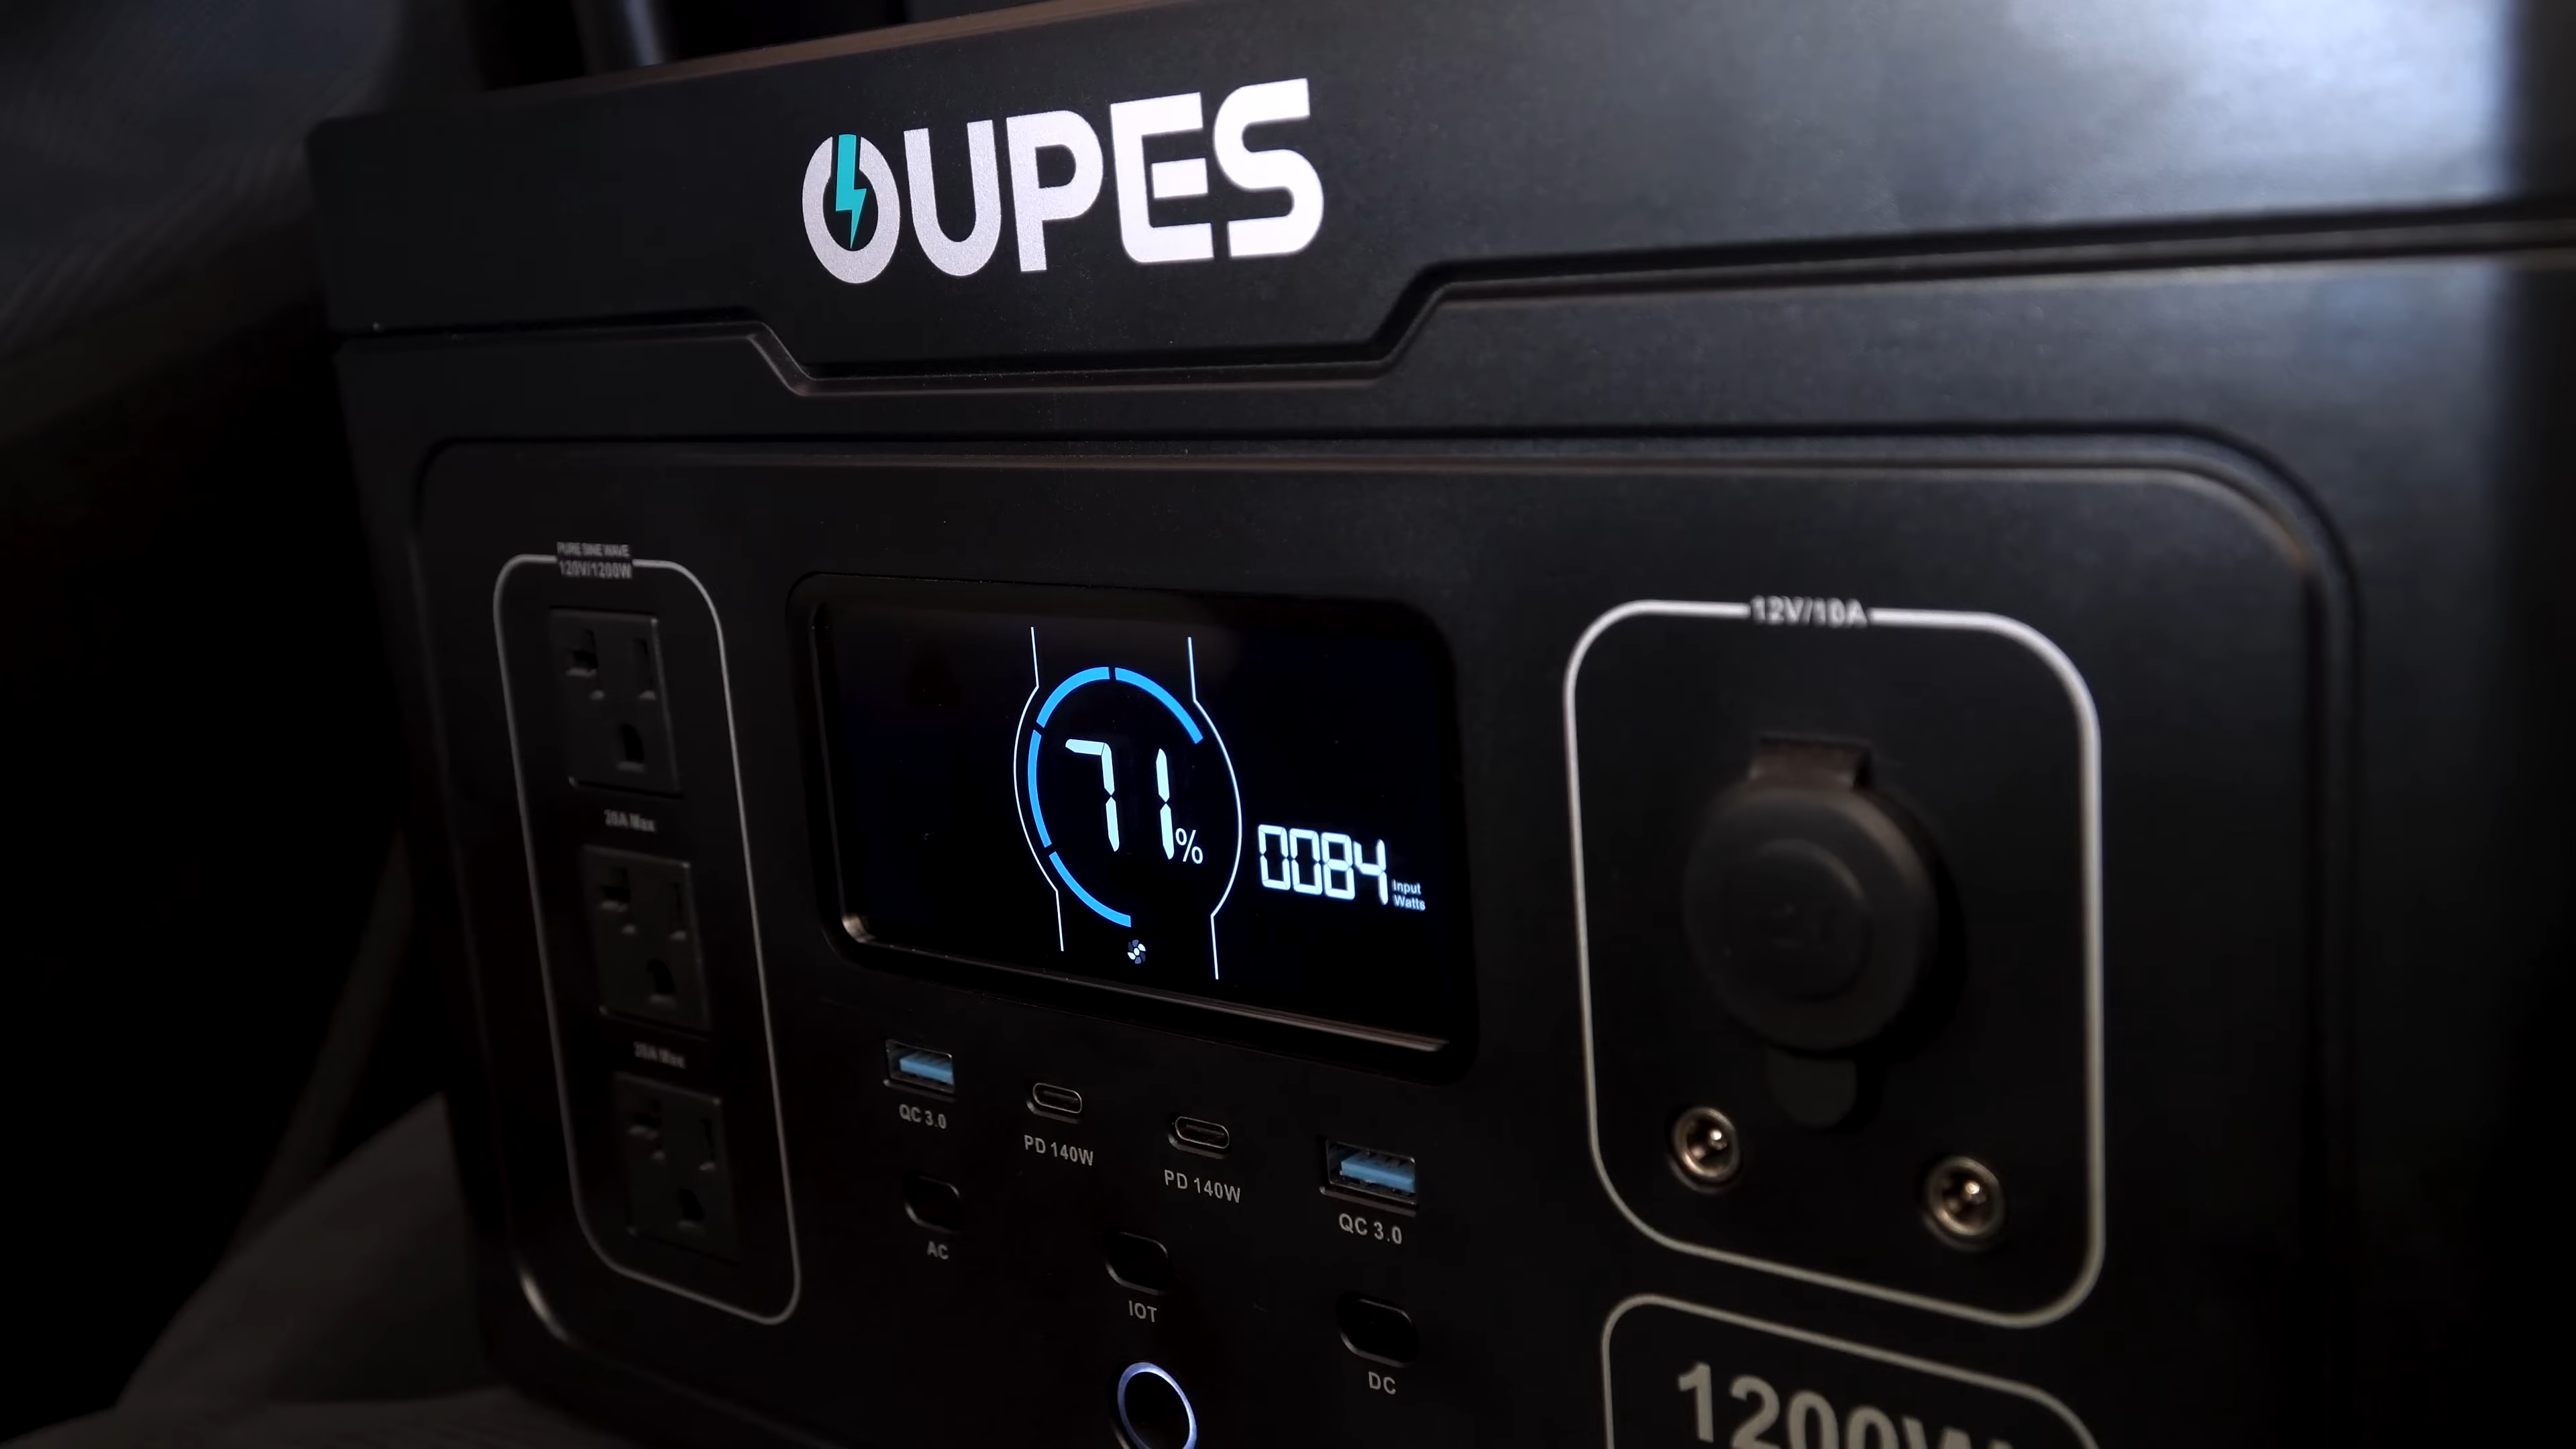 OUPES
PURE SINE WAVE
120V/1200W
20A Max
20A Max
71%
0084 Input
Watts
12V/10A
QC 3.0
PD 140W
PD 140W
QC 3.0
AC
IOT
DC
1200W